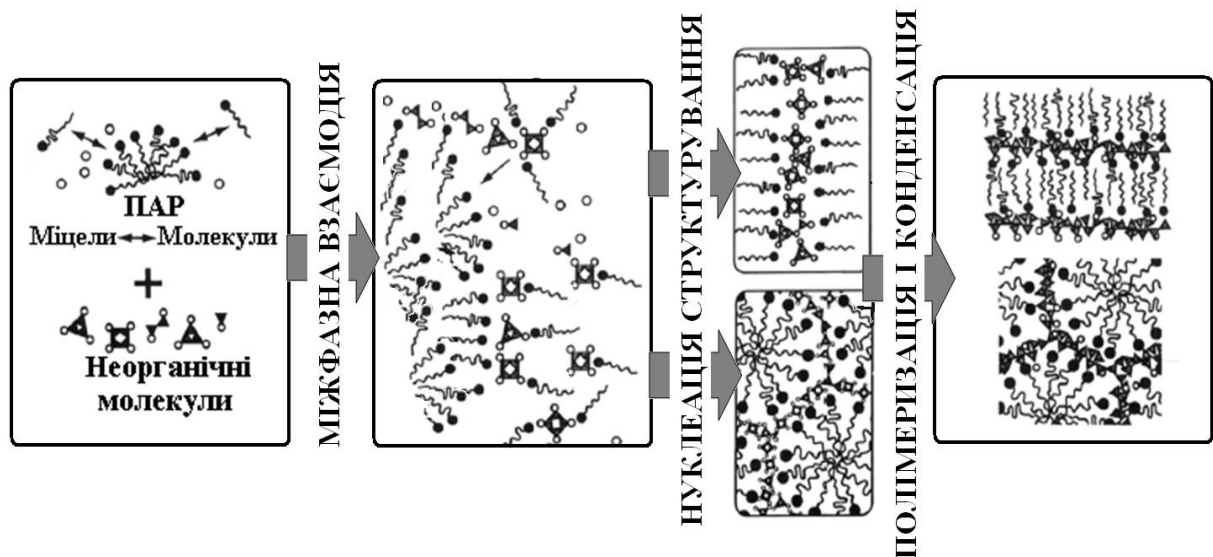 ПАР
Міцели ↔ Молекули
+
Неорганічні
молекули
МІЖФАЗНА ВЗАЄМОДІЯ
НУКЛЕАЦІЯ СТРУКТУРУВАННЯ
ПОЛІМЕРИЗАЦІЯ І КОНДЕНСАЦІЯ